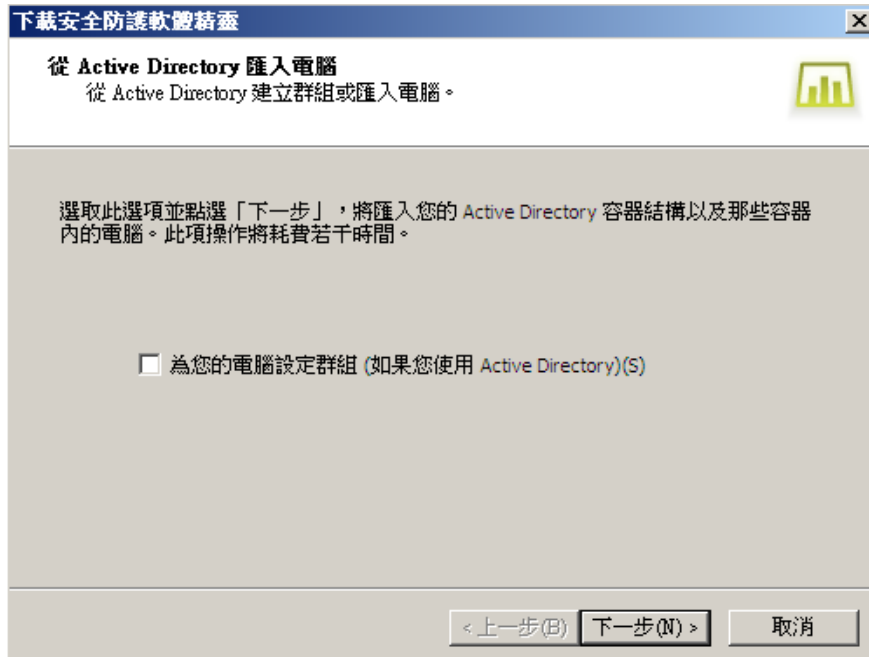 下載安全防護軟體精靈
從 Active Directory 匯入電腦
從 Active Directory 建立群組或匯入電腦。
選取此選項並點選「下一步」，將匯入您的 Active Directory 容器結構以及那些容器
內的電腦。此項操作將耗費若干時間。
為您的電腦設定群組 (如果您使用 Active Directory)(S)
< 上一步(B) 下一步(N) > 取消